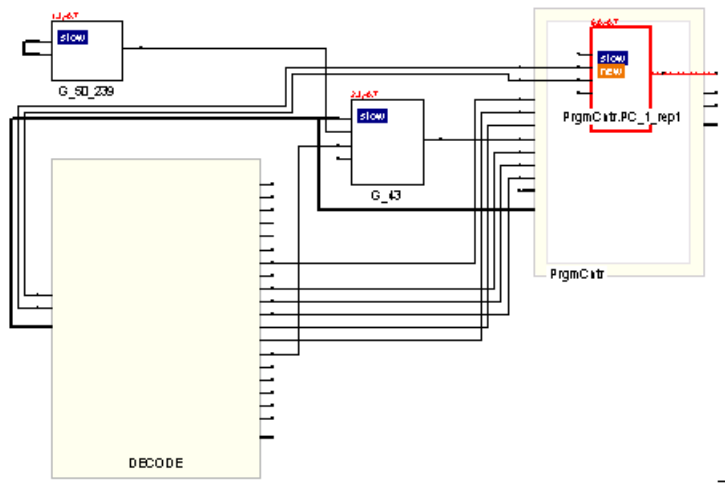 slow
G_50_239
slow
G_43
slow
new
PrgmCntr.PC_1_rep1
PrgmCntr
DECODE